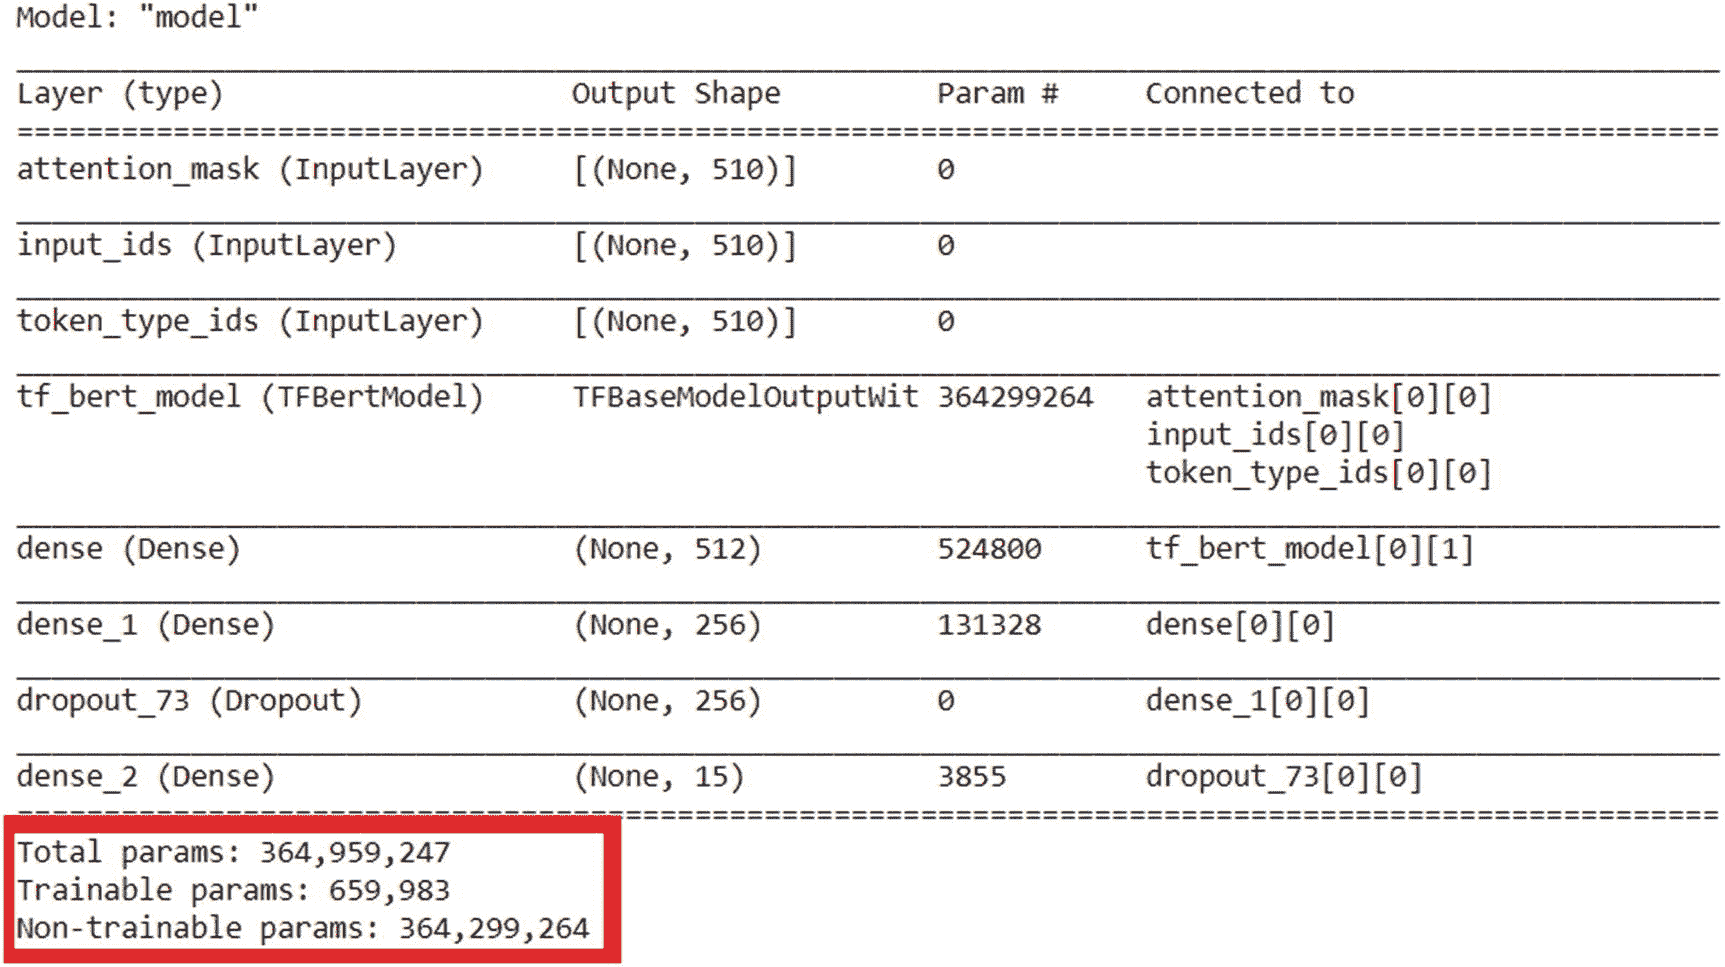 Model: "model"
Layer (type) Output Shape Param # Connected to
attention_mask (InputLayer) [(None, 510)] 0
input_ids (InputLayer) [(None, 510)] 0
token_type_ids (InputLayer) [(None, 510)] 0
tf_bert_model (TFBertModel) TFBaseModelOutputWit 364299264 attention_mask[0][0]
input_ids[0][0]
token_type_ids[0][0]
dense (Dense) (None, 512) 524800 tf_bert_model[0][1]
dense_1 (Dense) (None, 256) 131328 dense[0][0]
dropout_73 (Dropout) (None, 256) 0 dense_1[0][0]
dense_2 (Dense) (None, 15) 3855 dropout_73[0][0]
Total params: 364,959,247
Trainable params: 659,983
Non-trainable params: 364,299,264